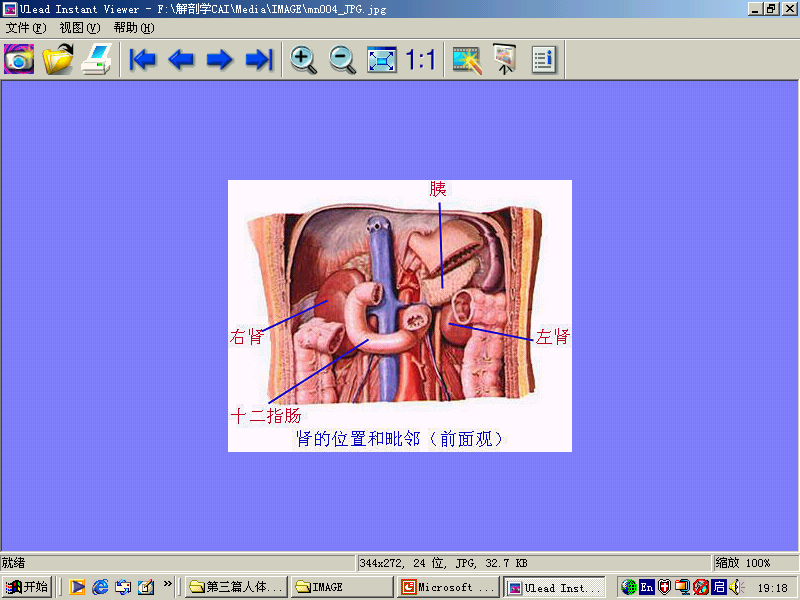 Ulead Instant Viewer - F:\解剖学CAI\Media\IMAGE\mn004_JPG.jpg
文件(F) 视图(V) 帮助(H)
1:1
胰
右肾
左肾
十二指肠
肾的位置和毗邻（前面观）
就绪
344x272, 24 位, JPG, 32.7 KB
缩放 100%
开始
»
第三篇人体...
IMAGE
Microsoft ...
Ulead Inst...
En
启
19:18